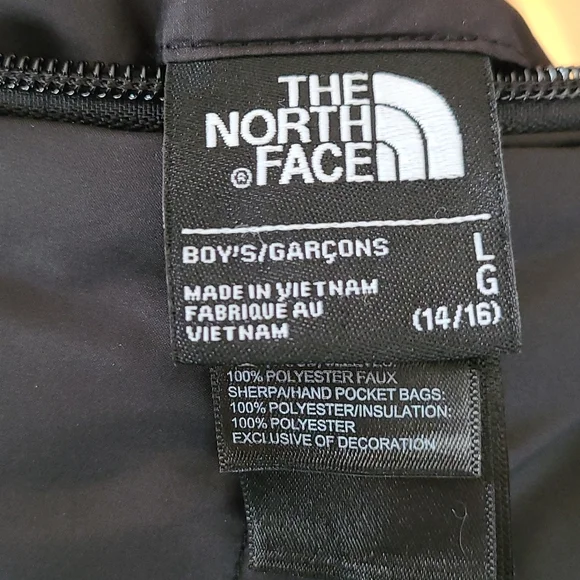 THE
NORTH
FACE
®
BOY'S/GARÇONS
L
G
(14/16)
MADE IN VIETNAM
FABRIQUÉ AU
VIETNAM
100% POLYESTER FAUX
SHERPA/HAND POCKET BAGS:
100% POLYESTER/INSULATION:
100% POLYESTER
EXCLUSIVE OF DECORATION